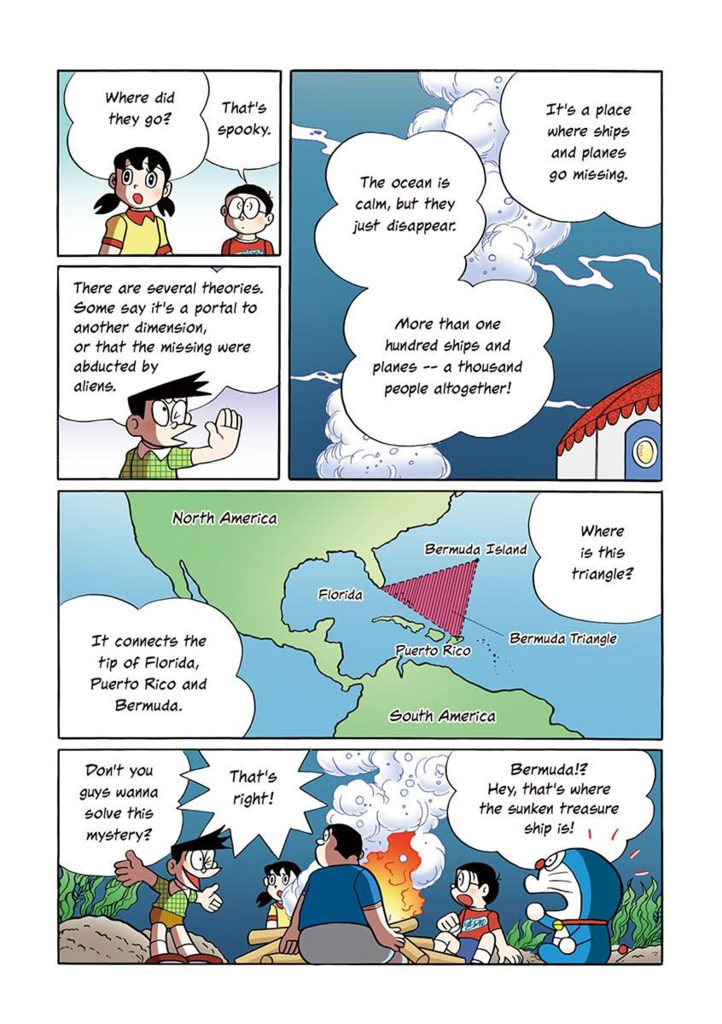 It's a place
where ships
and planes
go missing.
The ocean is
calm, but they
just disappear.
More than one
hundred ships and
planes -- a thousand
people altogether!
That's
spooky.
Where did
they go?
There are several theories.
Some say it's a portal to
another dimension,
or that the missing were
abducted by
aliens.
Where
is this
triangle?
North America
Bermuda Island
Florida
Bermuda Triangle
Puerto Rico
South America
It connects the
tip of Florida,
Puerto Rico and
Bermuda.
Bermuda!?
Hey, that's where
the sunken treasure
ship is!
That's
right!
Don't you
guys wanna
solve this
mystery?